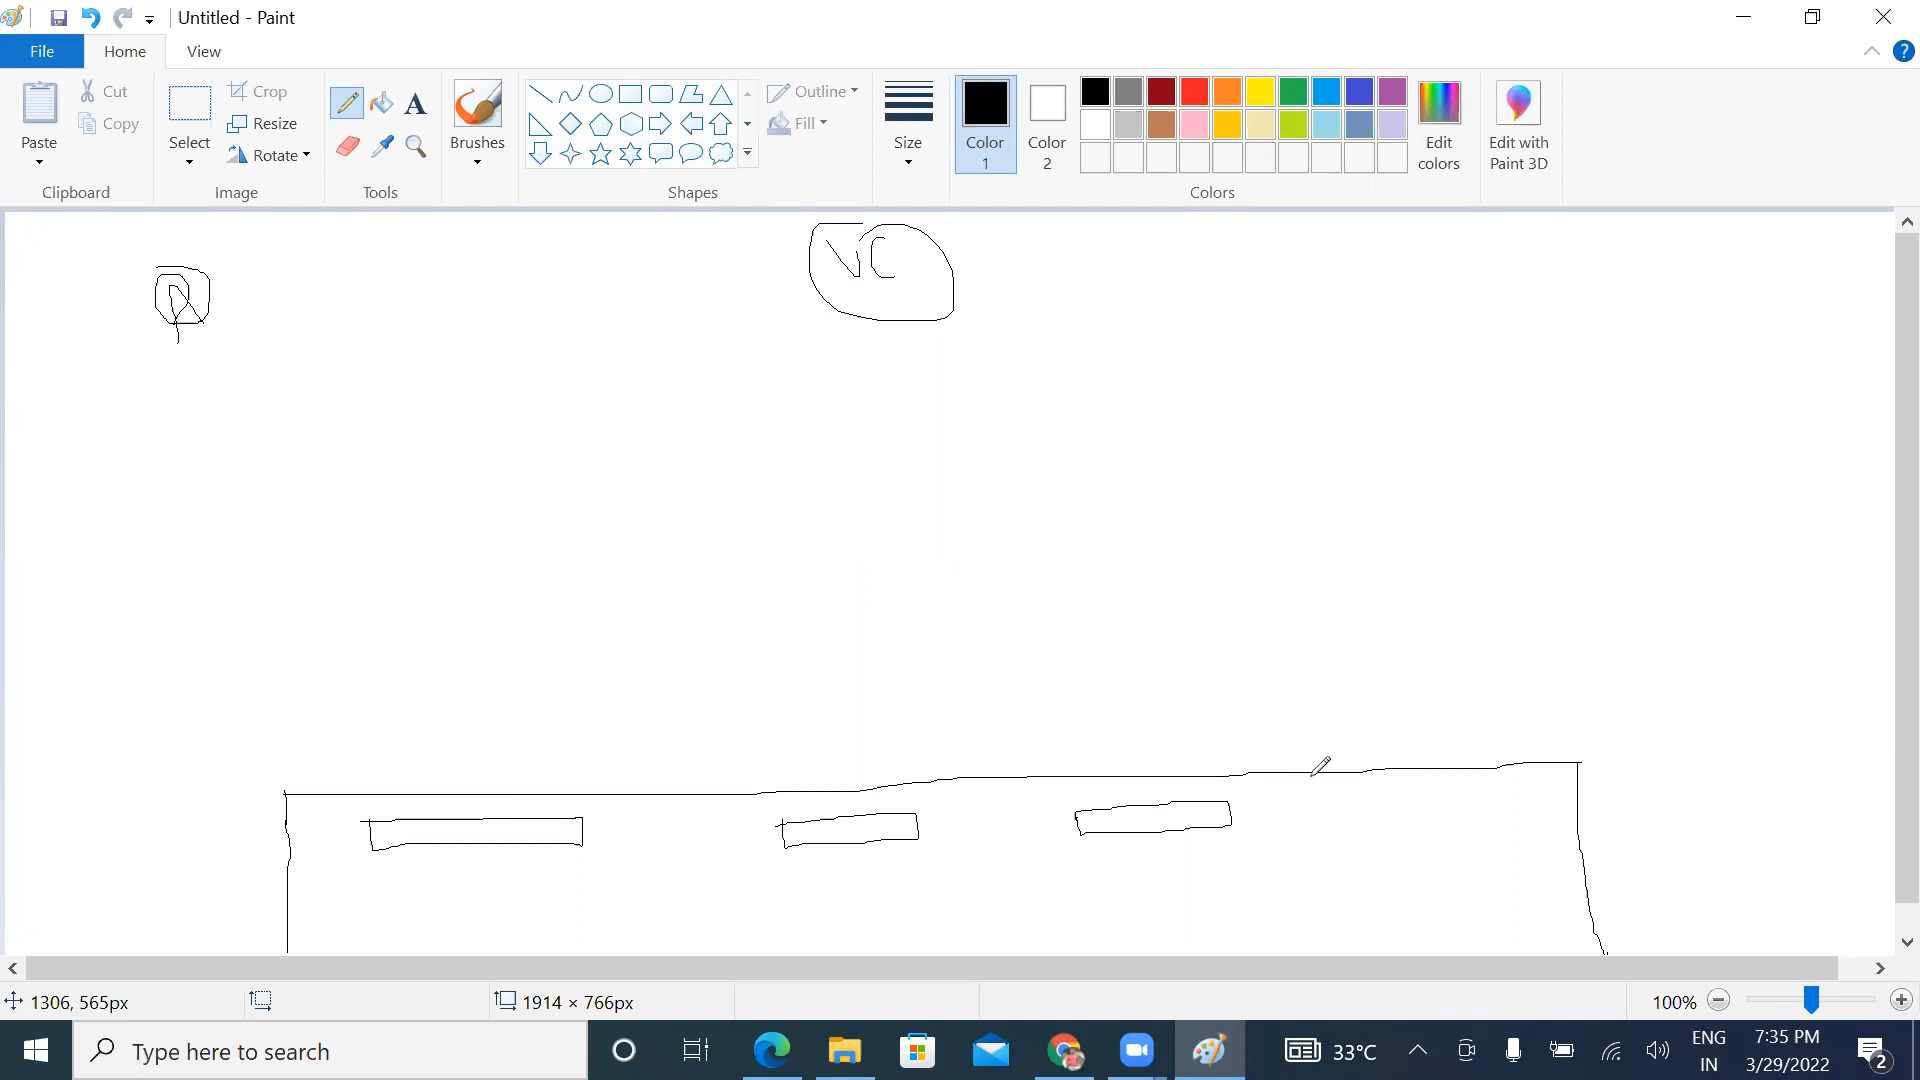 Untitled - Paint
File Home View
Paste Cut Copy Clipboard
Select Crop Resize Rotate Image
Tools
Brushes
Shapes
Outline Fill
Size
Color 1 Color 2
Edit colors
Colors
Edit with Paint 3D
VC
R
1306, 565px
1914 × 766px
100%
Type here to search
33°C
ENG IN
7:35 PM
3/29/2022
2